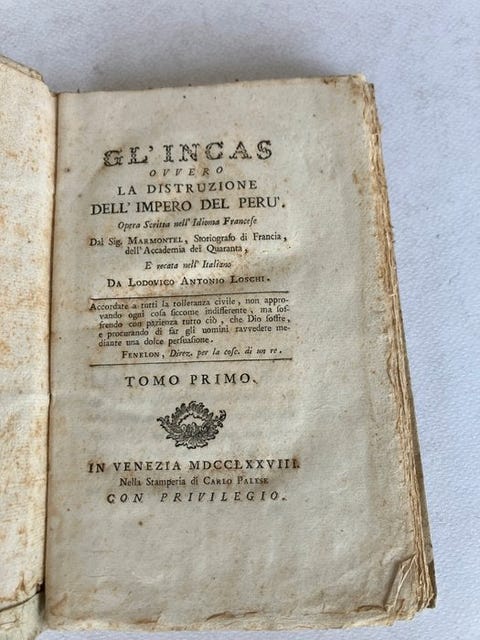 GL'INCAS
OVVERO
LA DISTRUZIONE
DELL'IMPERO DEL PERU'.
Opera Scritta nell'Idioma Francese
Dal Sig. MARMONTEL, Storiografo di Francia,
dell'Accademia dei Quaranta,
E recata nell'Italiano
DA LODOVICO ANTONIO LOSCHI.
Accordate a tutti la tolleranza civile, non appro-
vando ogni cosa siccome indifferente, ma sof-
frendo con pazienza tutto ciò, che Dio soffre,
e procurando di far gli uomini ravvedere me-
diante una dolce persuasione.
FENELON, Direz. per la cosc. di un re.
TOMO PRIMO.
IN VENEZIA MDCCLXXVIII.
Nella Stamperia di CARLO PALESE
CON PRIVILEGIO.